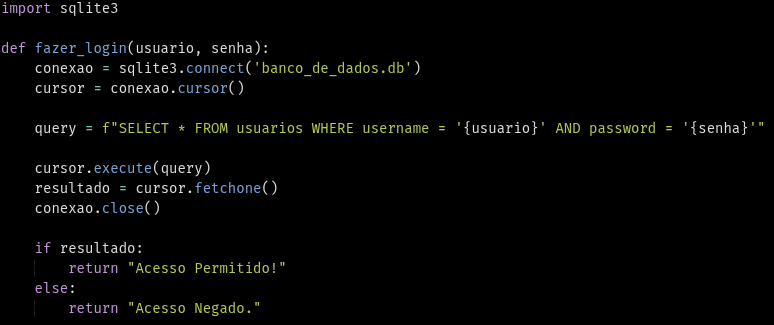 import sqlite3
def fazer_login(usuario, senha):
    conexao = sqlite3.connect('banco_de_dados.db')
    cursor = conexao.cursor()
    query = f"SELECT * FROM usuarios WHERE username = '{usuario}' AND password = '{senha}'"
    cursor.execute(query)
    resultado = cursor.fetchone()
    conexao.close()
    if resultado:
        return "Acesso Permitido!"
    else:
        return "Acesso Negado."